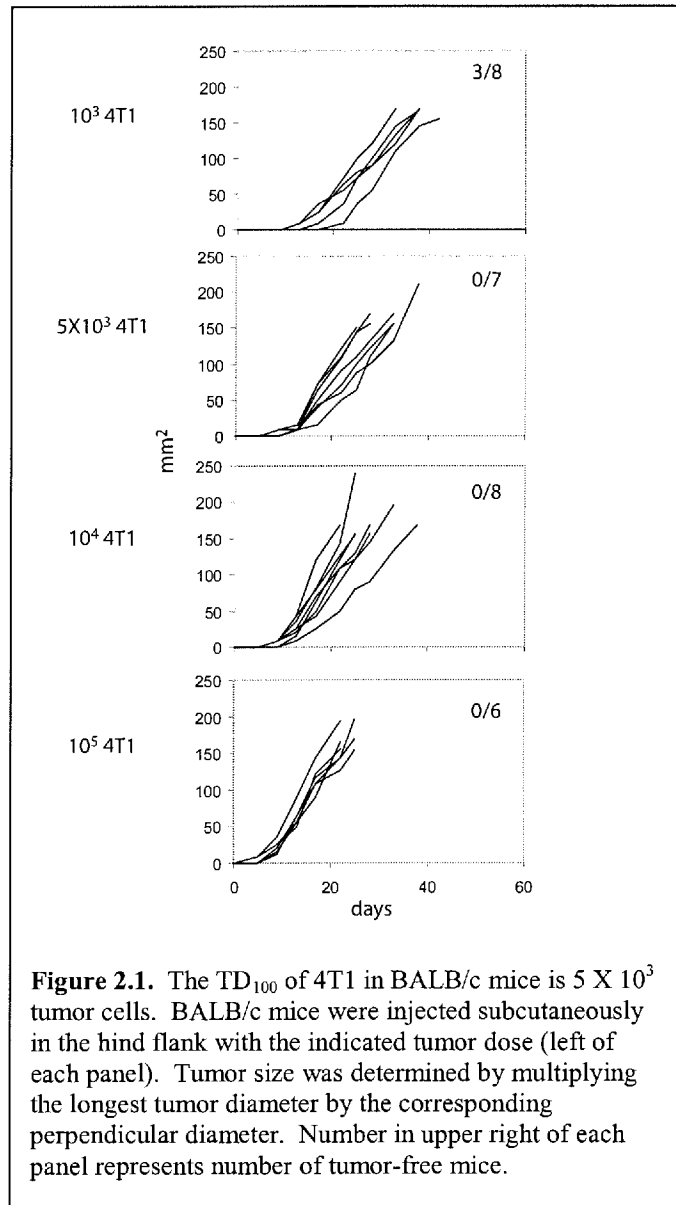 250
3/8
200
10³ 4T1
150
100
50
0
0
20
40
60
250
0/7
200
5X10³ 4T1
150
100
50
0
mm²
250
0/8
200
10⁴ 4T1
150
100
50
0
250
0/6
200
10⁵ 4T1
150
100
50
0
0
20
40
60
days
Figure 2.1. The TD₁₀₀ of 4T1 in BALB/c mice is 5 X 10³
tumor cells. BALB/c mice were injected subcutaneously
in the hind flank with the indicated tumor dose (left of
each panel). Tumor size was determined by multiplying
the longest tumor diameter by the corresponding
perpendicular diameter. Number in upper right of each
panel represents number of tumor-free mice.